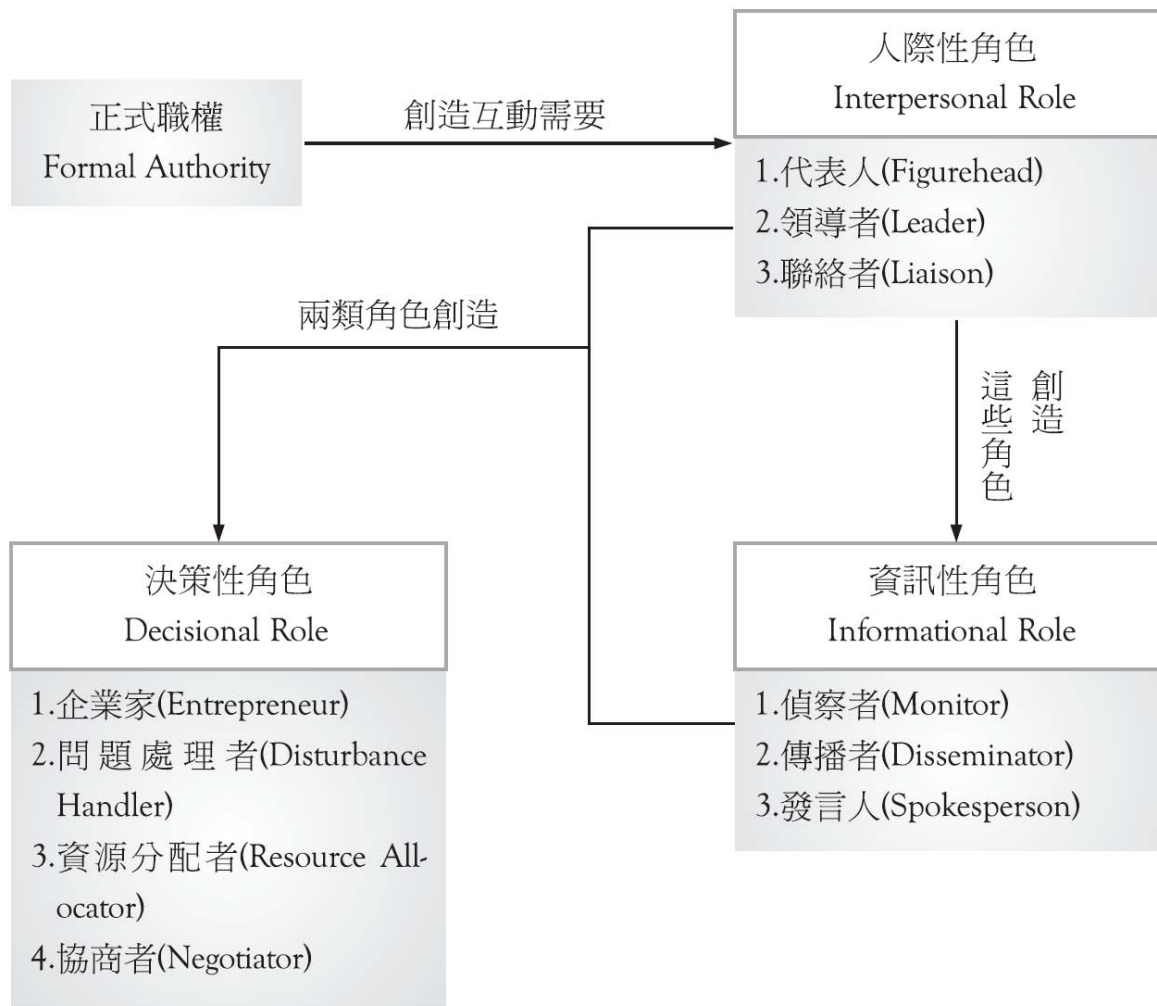 正式職權
Formal Authority
創造互動需要
人際性角色
Interpersonal Role
1.代表人(Figurehead)
2.領導者(Leader)
3.聯絡者(Liaison)
兩類角色創造
創造
這些角色
決策性角色
Decisional Role
1.企業家(Entrepreneur)
2.問題處理者(Disturbance
Handler)
3.資源分配者(Resource All-
ocator)
4.協商者(Negotiator)
資訊性角色
Informational Role
1.偵察者(Monitor)
2.傳播者(Disseminator)
3.發言人(Spokesperson)